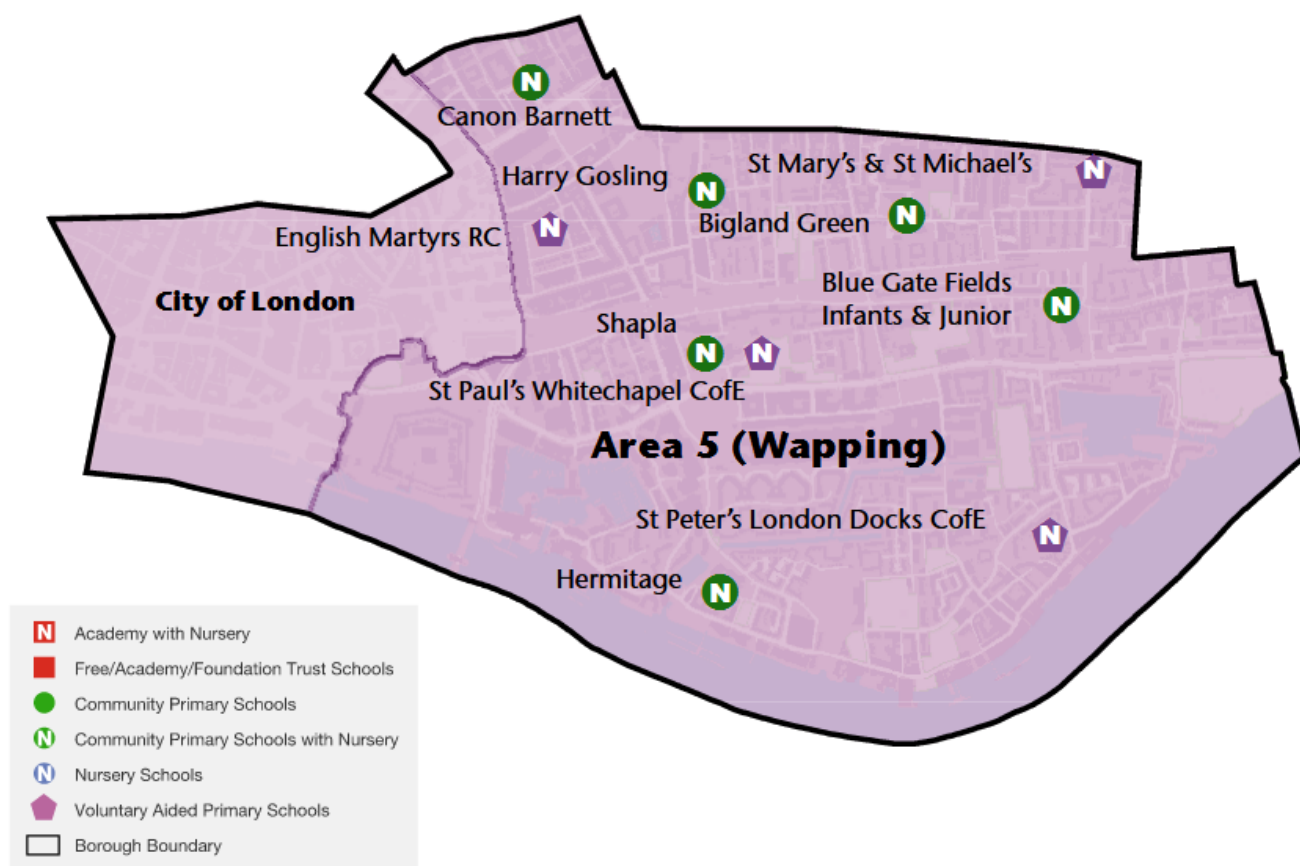 N
Canon Barnett
St Mary's & St Michael's
N
Harry Gosling
N
Bigland Green
N
English Martyrs RC
N
City of London
Blue Gate Fields
Infants & Junior
N
Shapla
N
N
St Paul's Whitechapel CofE
Area 5 (Wapping)
St Peter's London Docks CofE
N
Hermitage
N
N Academy with Nursery
Free/Academy/Foundation Trust Schools
Community Primary Schools
N Community Primary Schools with Nursery
N Nursery Schools
Voluntary Aided Primary Schools
Borough Boundary